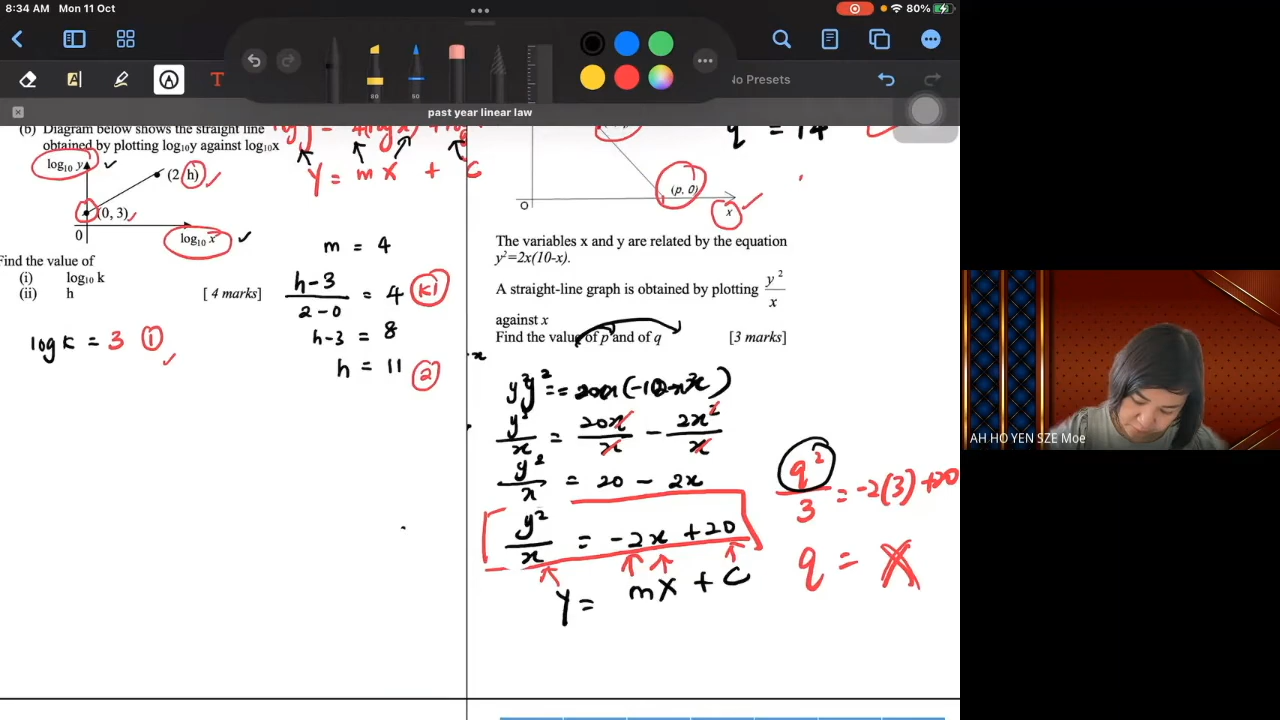 8:34 AM Mon 11 Oct
80%
T
No Presets
80
50
past year linear law
(b) Diagram below shows the straight line
obtained by plotting log10y against log10x
log10 y
(2 h)
(0, 3)
0
log10 x
Y = mX + C
Find the value of
(i) log10 k
(ii) h
[ 4 marks]
log k = 3 ①
m = 4
h-3 / 2-0 = 4 K1
h-3 = 8
h = 11 ②
q = 14
(p, 0)
O
x
The variables x and y are related by the equation
y²=2x(10-x).
A straight-line graph is obtained by plotting y²/x
against x
Find the value of p and of q
[3 marks]
y²/x = 20x/x - 2x²/x
y²/x = 20 - 2x
y²/x = -2x + 20
Y = mX + C
q²/3 = -2(3) + 20
q =
AH HO YEN SZE Moe